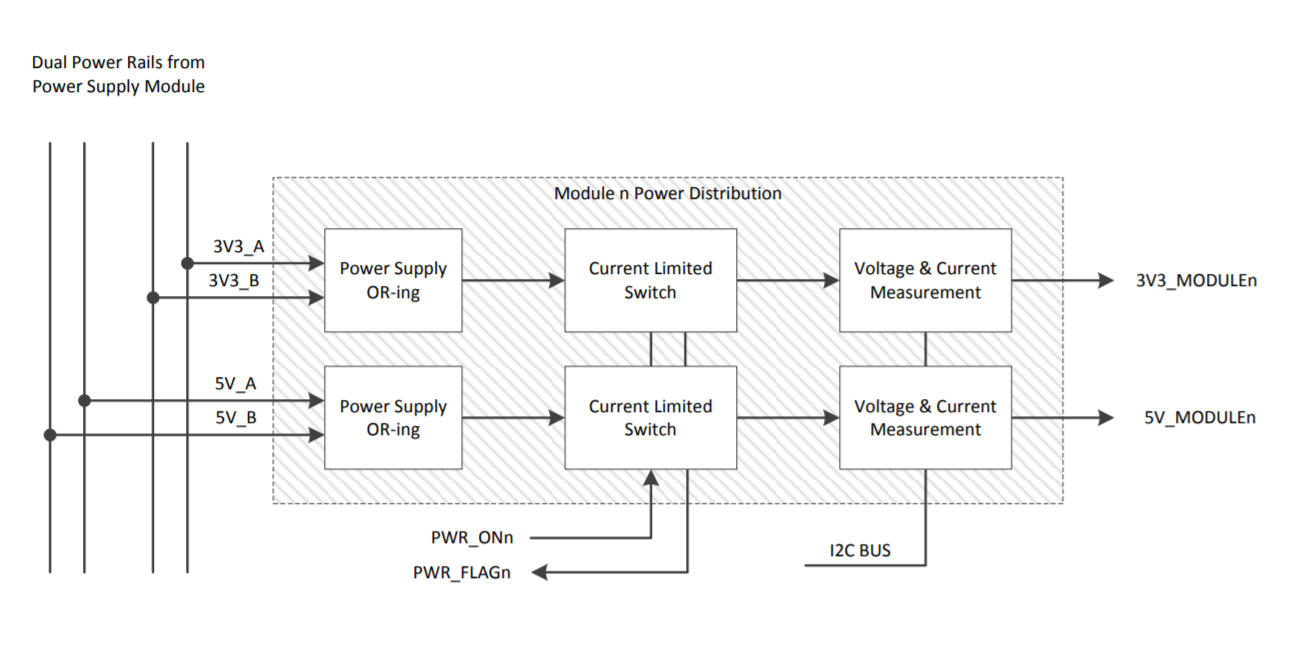 Dual Power Rails from
Power Supply Module
Module n Power Distribution
3V3_A
3V3_B
Power Supply
OR-ing
Current Limited
Switch
Voltage & Current
Measurement
3V3_MODULEn
5V_A
5V_B
Power Supply
OR-ing
Current Limited
Switch
Voltage & Current
Measurement
5V_MODULEn
PWR_ONn
PWR_FLAGn
I2C BUS